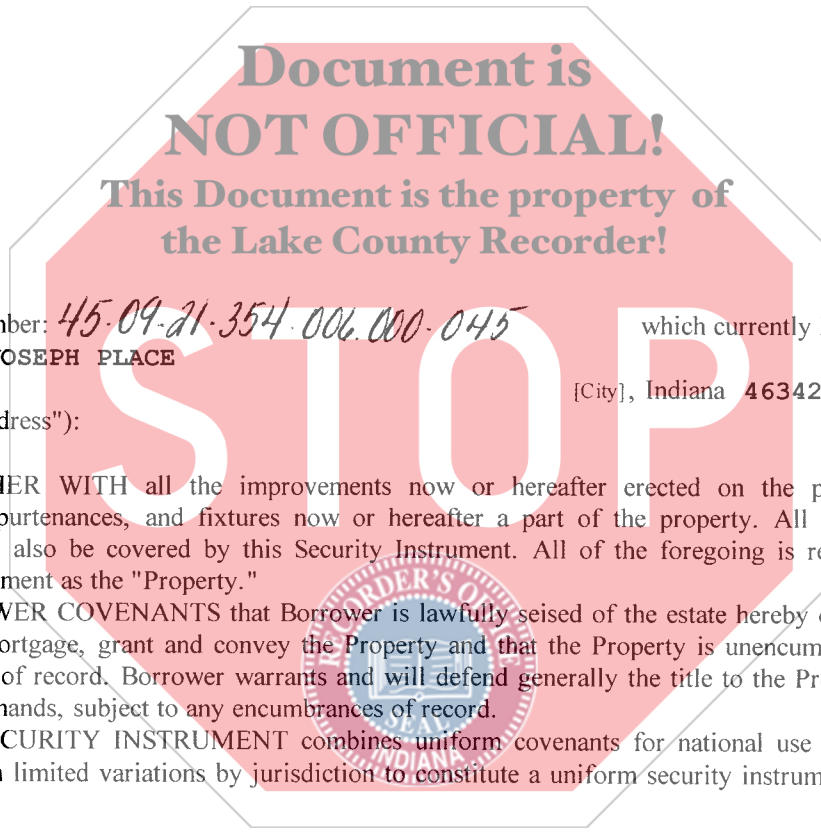 Document is
NOT OFFICIAL!
This Document is the property of
the Lake County Recorder!
STOP
nber: 45-09-21-354-006.000-045 which currently
OSEPH PLACE
[City], Indiana 46342
dress"):
ER WITH all the improvements now or hereafter erected on the p
purtenances, and fixtures now or hereafter a part of the property. All
also be covered by this Security Instrument. All of the foregoing is re
ment as the "Property."
WER COVENANTS that Borrower is lawfully seised of the estate hereby
ortgage, grant and convey the Property and that the Property is unencum
of record. Borrower warrants and will defend generally the title to the Pr
nands, subject to any encumbrances of record.
CURITY INSTRUMENT combines uniform covenants for national use
limited variations by jurisdiction to constitute a uniform security instrum
RECORDER'S OFFICE
SEAL
INDIANA